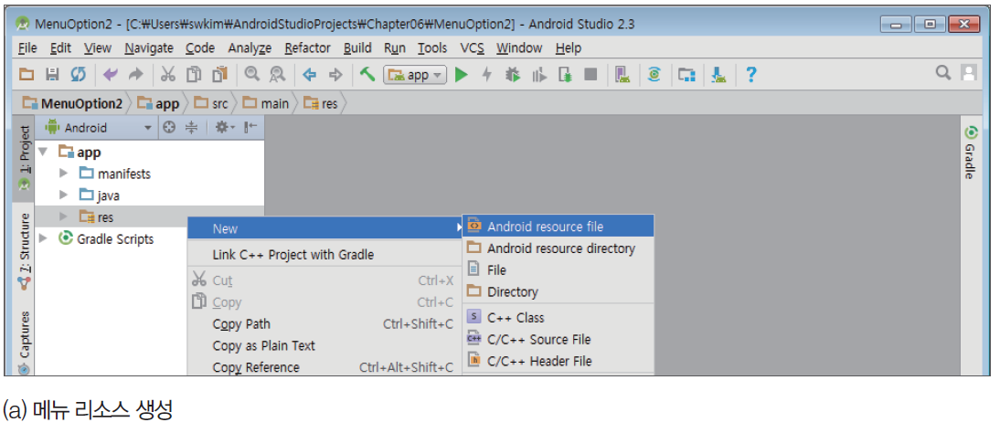 MenuOption2 - [C:₩Users₩swkim₩AndroidStudioProjects₩Chapter06₩MenuOption2] - Android Studio 2.3
File Edit View Navigate Code Analyze Refactor Build Run Tools VCS Window Help
app
MenuOption2 app src main res
1: Project
Android
Gradle
app
manifests
java
res
Gradle Scripts
7: Structure
Captures
New
Link C++ Project with Gradle
Cut Ctrl+X
Copy Ctrl+C
Copy Path Ctrl+Shift+C
Copy as Plain Text
Copy Reference Ctrl+Alt+Shift+C
Android resource file
Android resource directory
File
Directory
S C++ Class
C++ C/C++ Source File
h C/C++ Header File
(a) 메뉴 리소스 생성